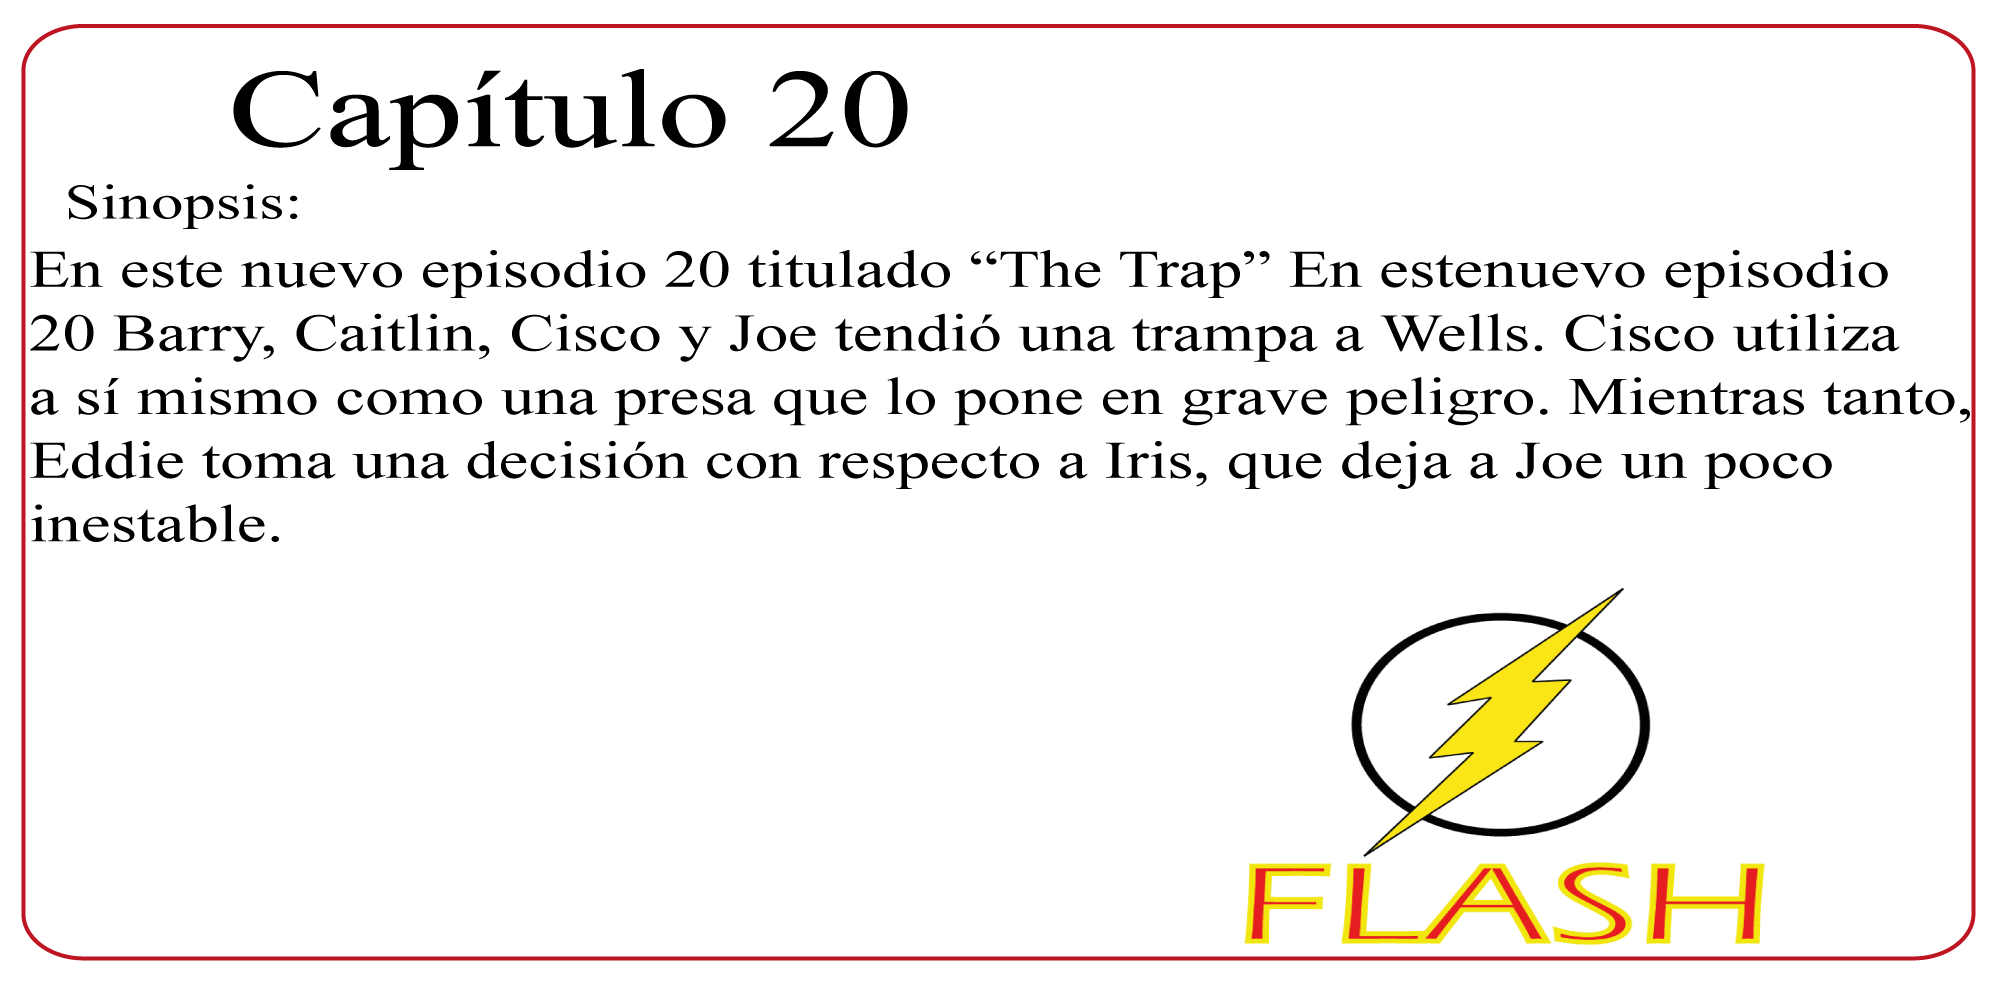 Capítulo 20
Sinopsis:
En este nuevo episodio 20 titulado “The Trap” En estenuevo episodio
20 Barry, Caitlin, Cisco y Joe tendió una trampa a Wells. Cisco utiliza
a sí mismo como una presa que lo pone en grave peligro. Mientras tanto,
Eddie toma una decisión con respecto a Iris, que deja a Joe un poco
inestable.
FLASH